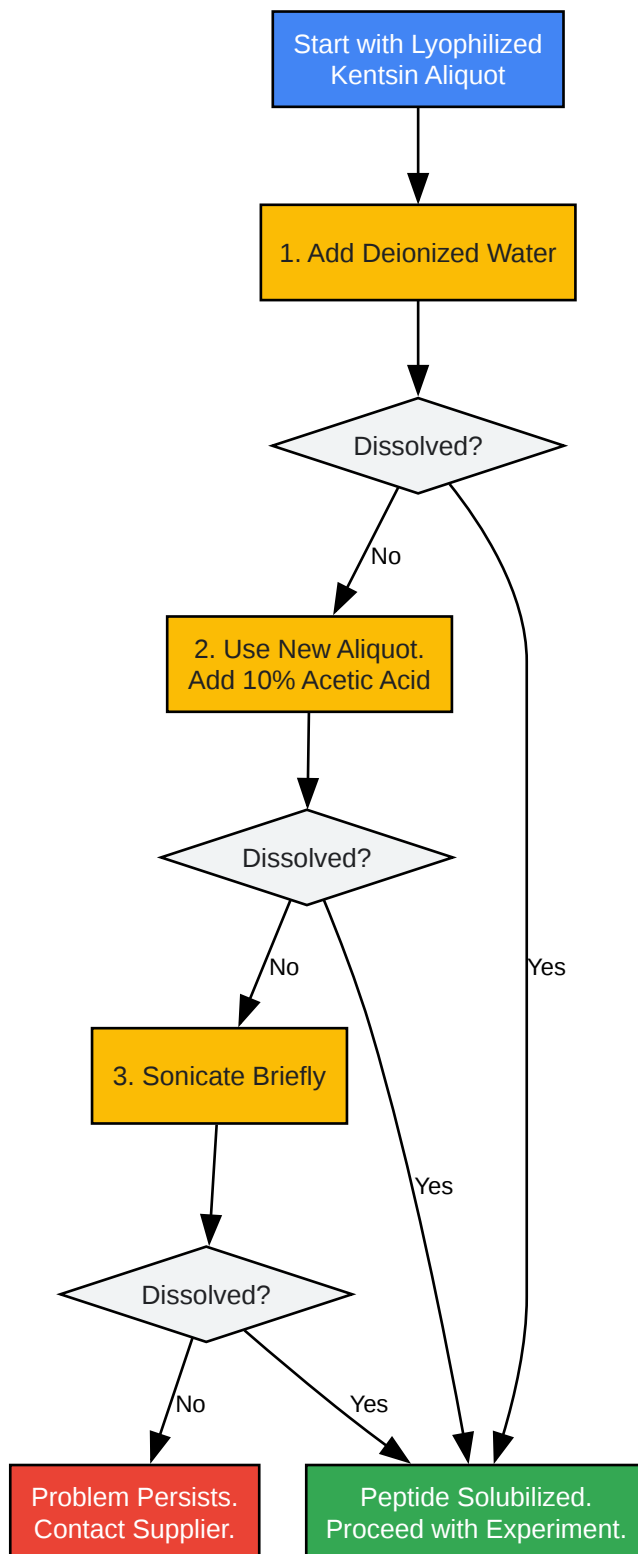 Start with Lyophilized
Kentsin Aliquot
1. Add Deionized Water
Dissolved?
No
2. Use New Aliquot.
Add 10% Acetic Acid
Dissolved?
No
Yes
3. Sonicate Briefly
Yes
Dissolved?
No
Yes
Problem Persists.
Contact Supplier.
Peptide Solubilized.
Proceed with Experiment.